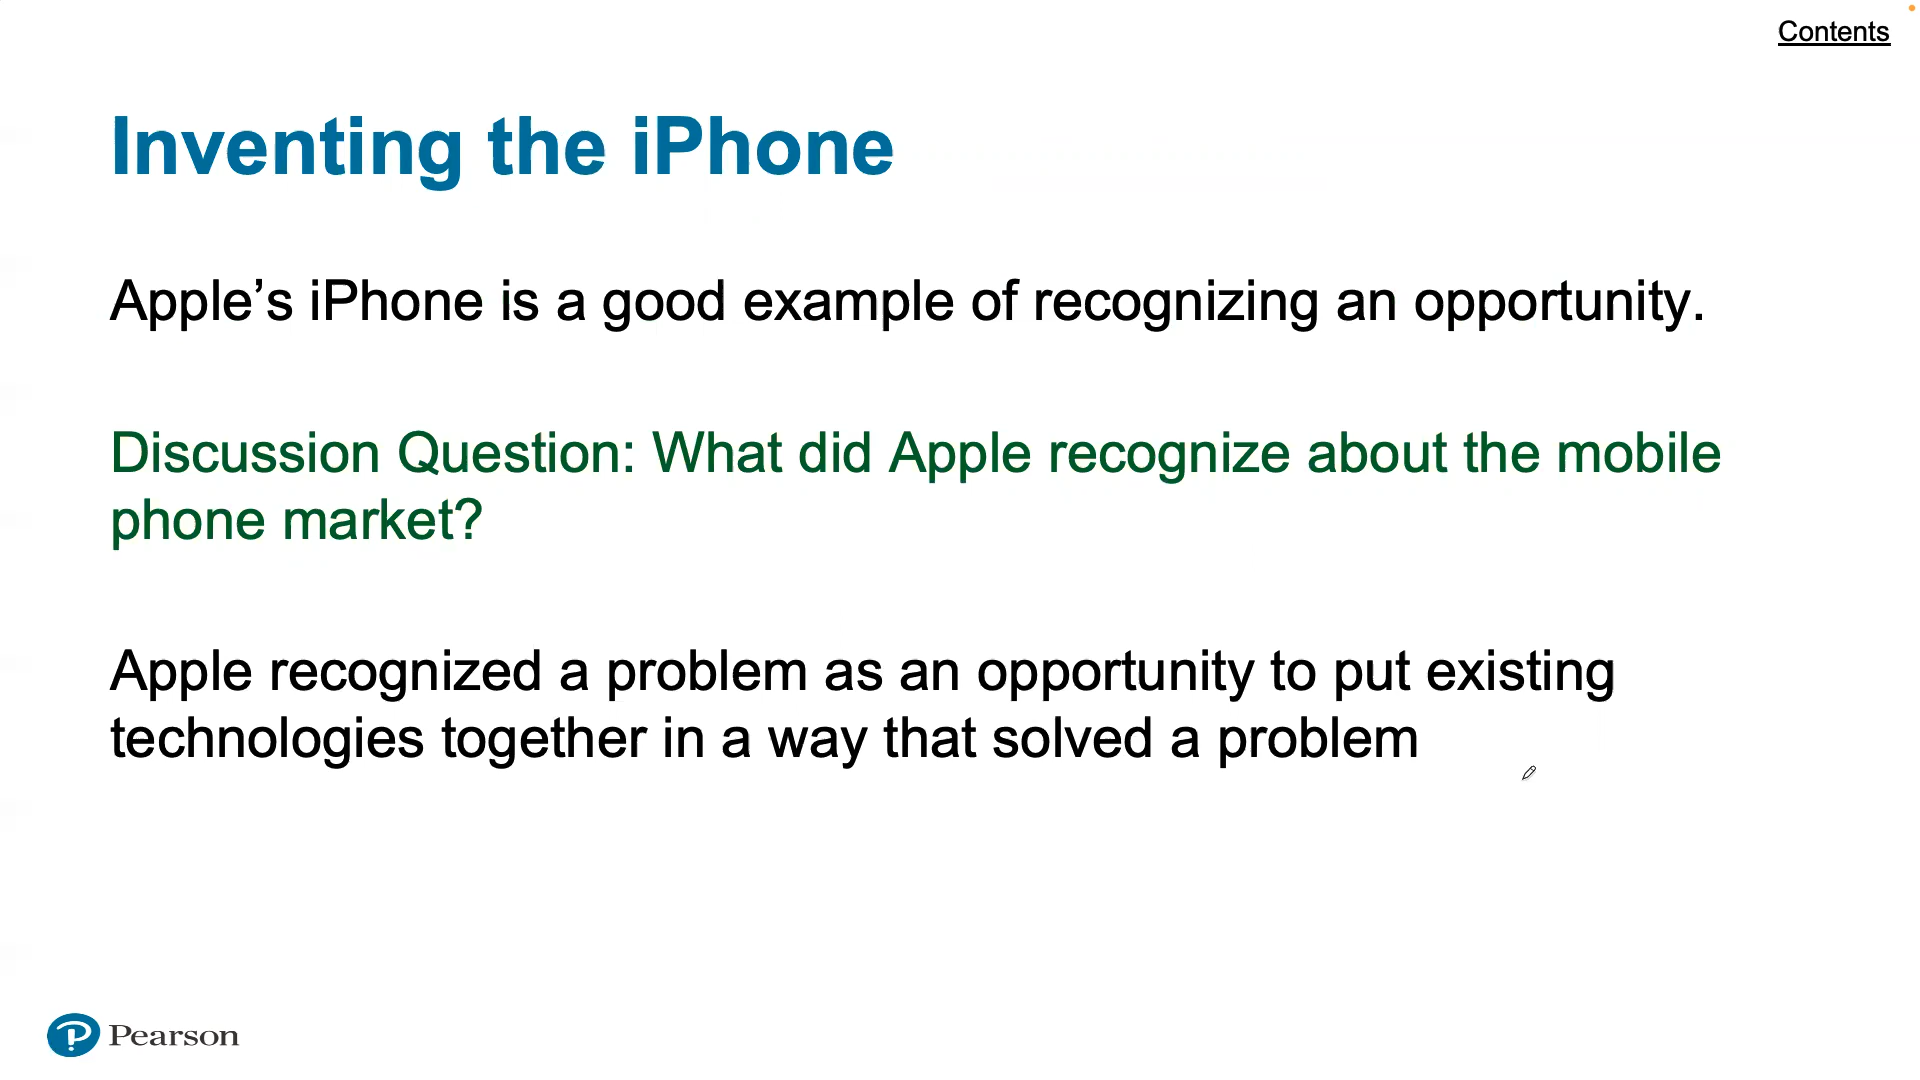 Contents
Inventing the iPhone
Apple’s iPhone is a good example of recognizing an opportunity.
Discussion Question: What did Apple recognize about the mobile
phone market?
Apple recognized a problem as an opportunity to put existing
technologies together in a way that solved a problem
Pearson